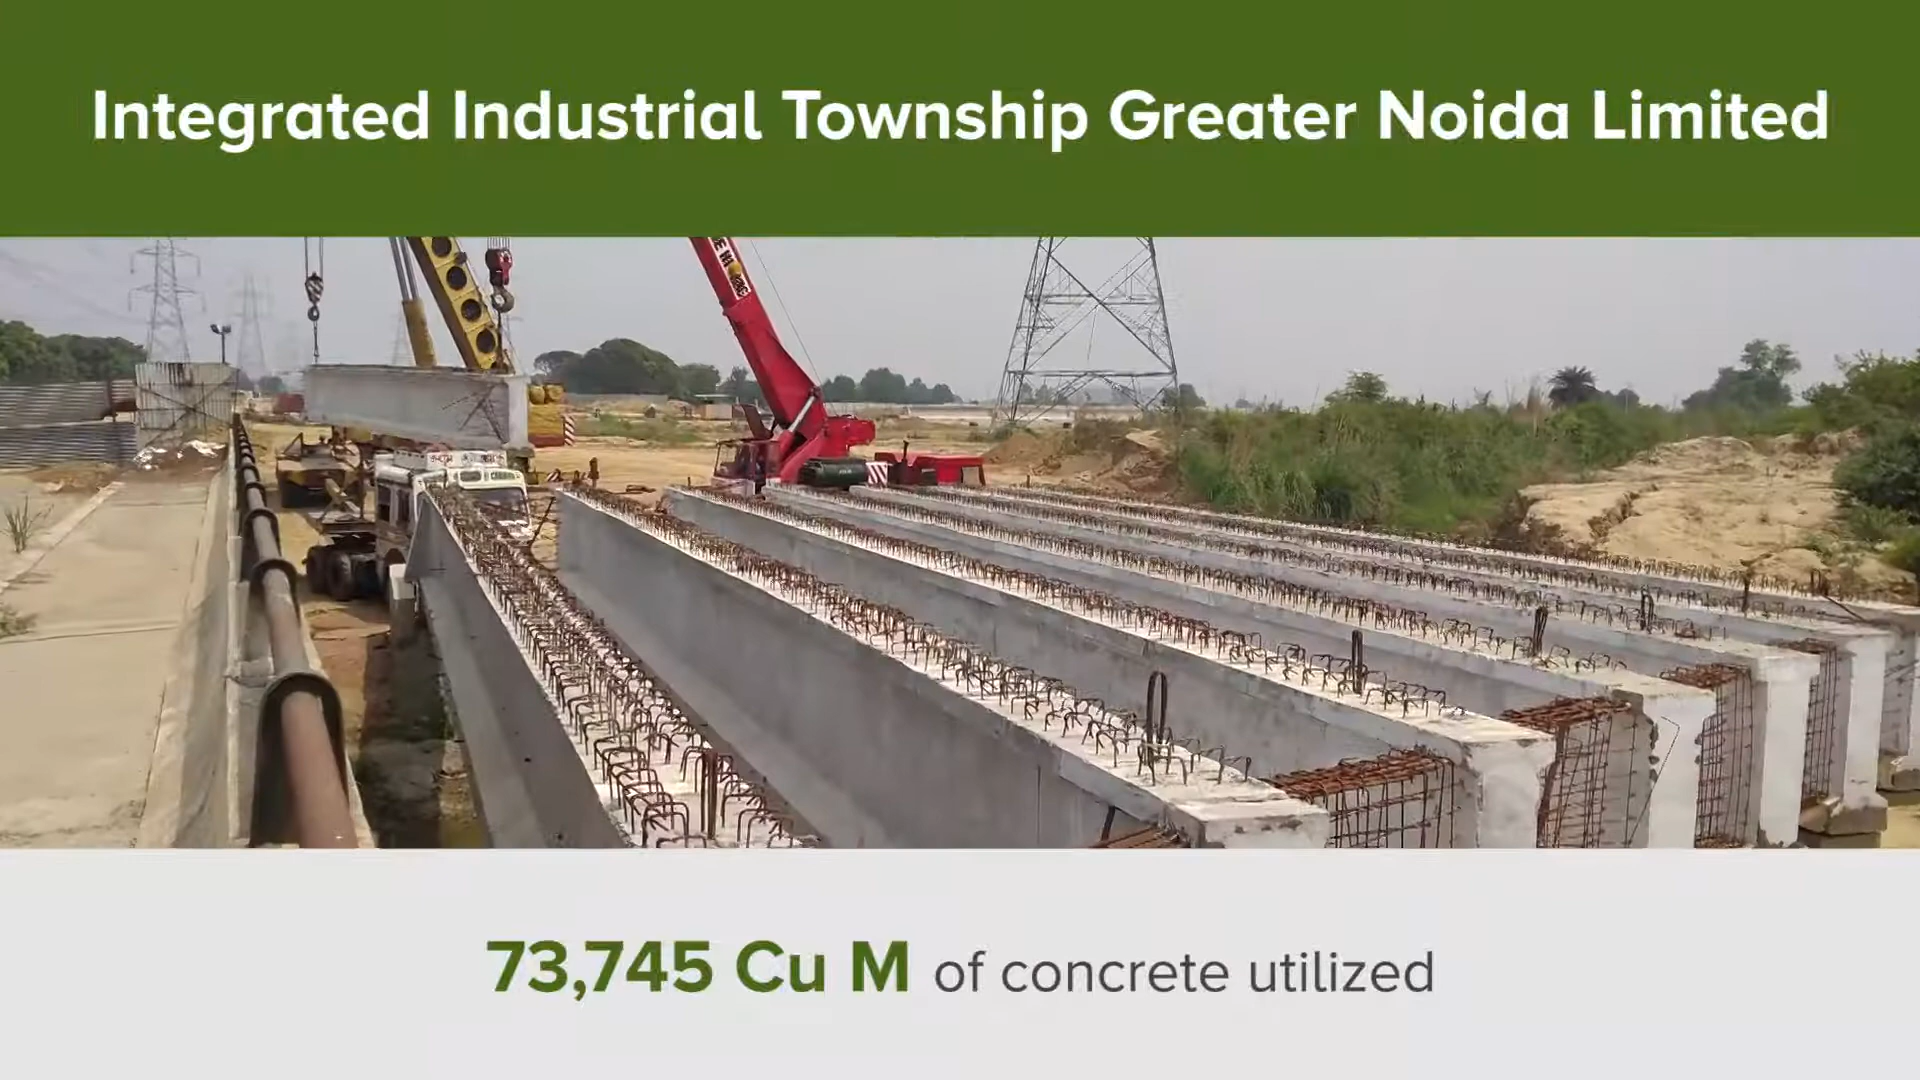 Integrated Industrial Township Greater Noida Limited
73,745 Cu M of concrete utilized